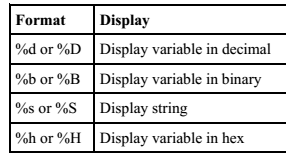 Format Display
%d or %D Display variable in decimal
%b or %B Display variable in binary
%s or %S Display string
%h or %H Display variable in hex